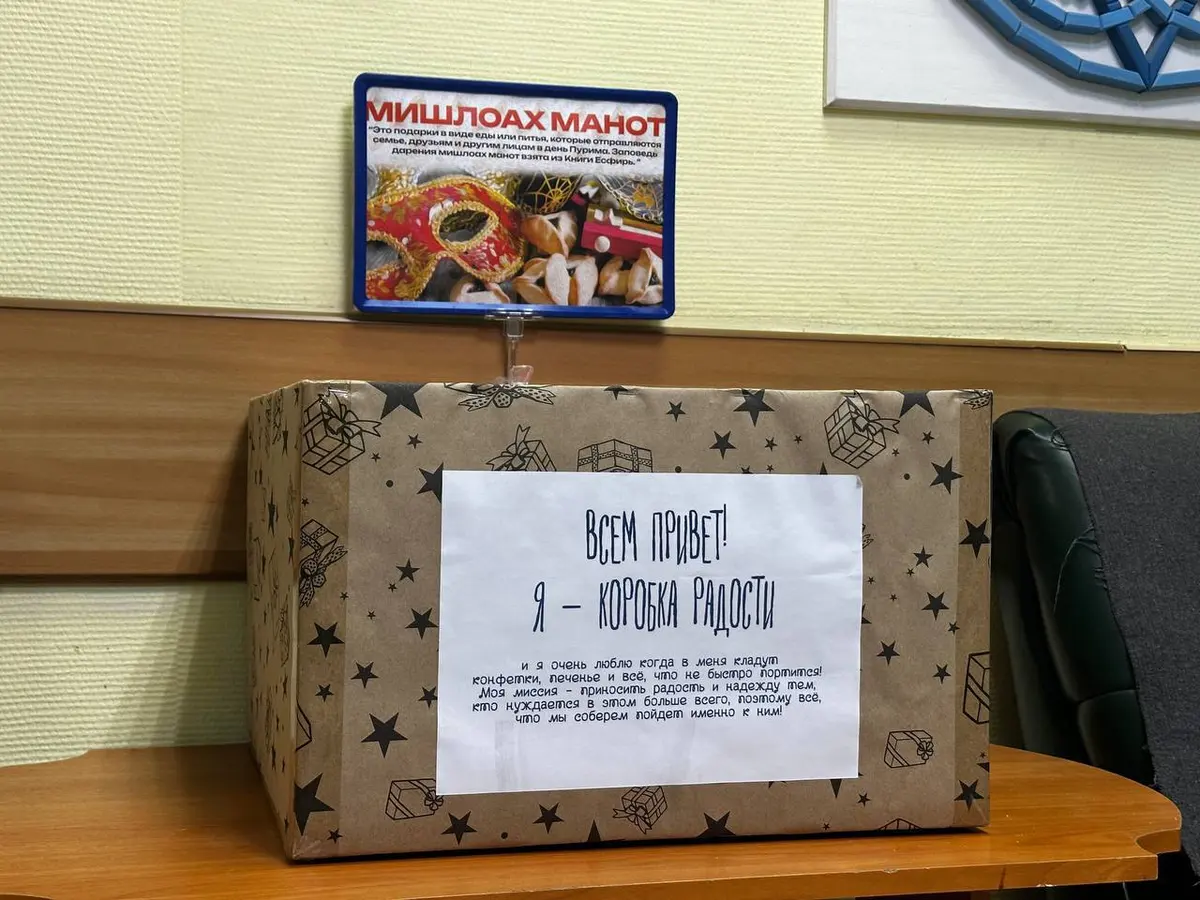 МИШЛОАХ МАНОТ
"Это подарки в виде еды или питья, которые отправляются
семье, друзьям и другим лицам в день Пурима. Заповедь
дарения мишлоах манот взята из Книги Есфирь."
ВСЕМ ПРИВЕТ!
Я – КОРОБКА РАДОСТИ
и я очень люблю когда в меня кладут
конфетки, печенье и всё, что не быстро портится!
Моя миссия - приносить радость и надежду тем,
кто нуждается в этом больше всего, поэтому всё,
что мы соберем пойдет именно к ним!